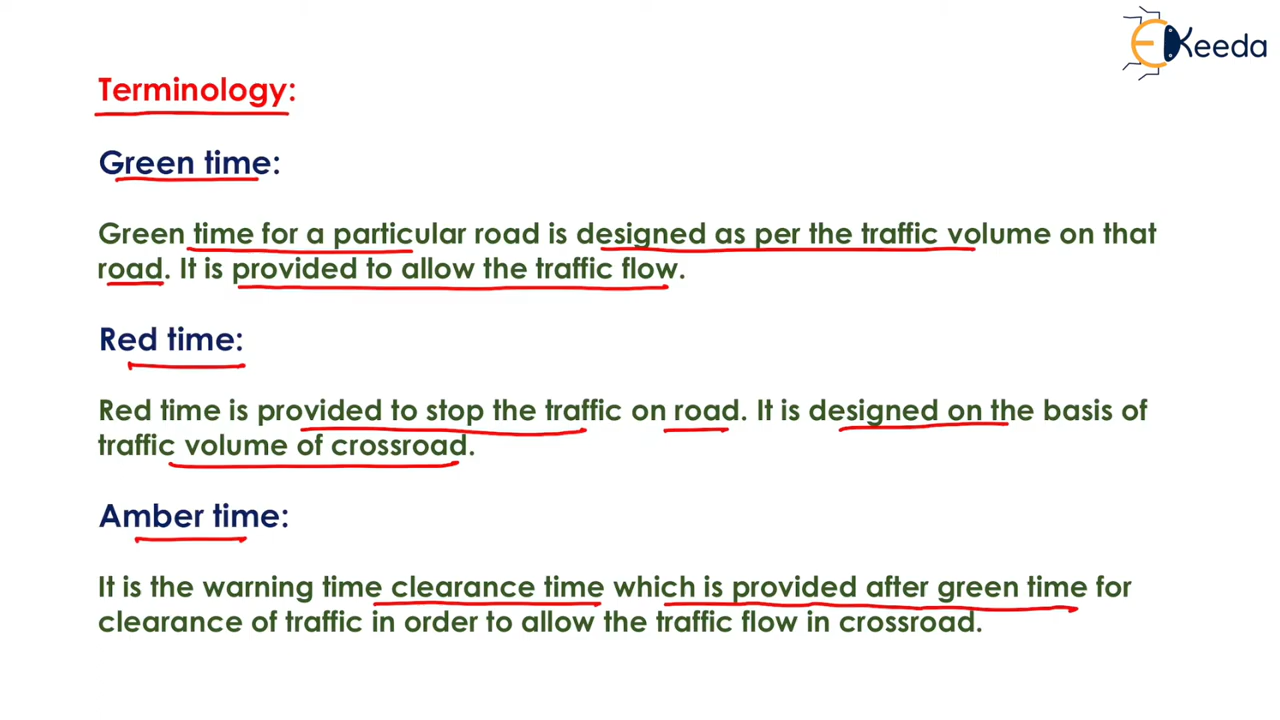 EKeeda
Terminology:
Green time:
Green time for a particular road is designed as per the traffic volume on that
road. It is provided to allow the traffic flow.
Red time:
Red time is provided to stop the traffic on road. It is designed on the basis of
traffic volume of crossroad.
Amber time:
It is the warning time clearance time which is provided after green time for
clearance of traffic in order to allow the traffic flow in crossroad.